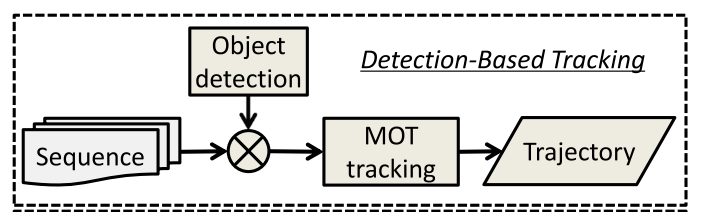 Object
detection
Detection-Based Tracking
Sequence
MOT
tracking
Trajectory